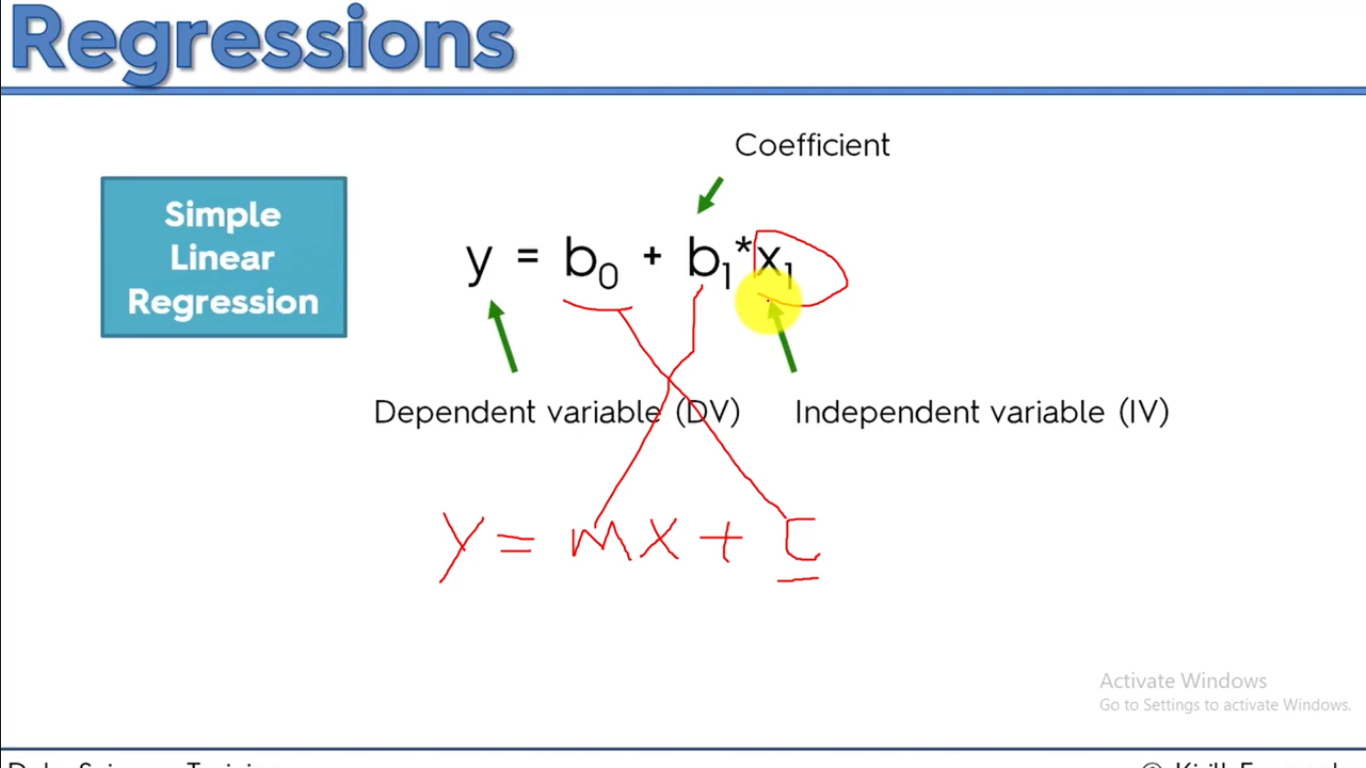 Regressions
Coefficient
Simple
Linear
Regression
y = b₀ + b₁*x₁
Dependent variable (DV)
Independent variable (IV)
y = mx + c
Activate Windows
Go to Settings to activate Windows.